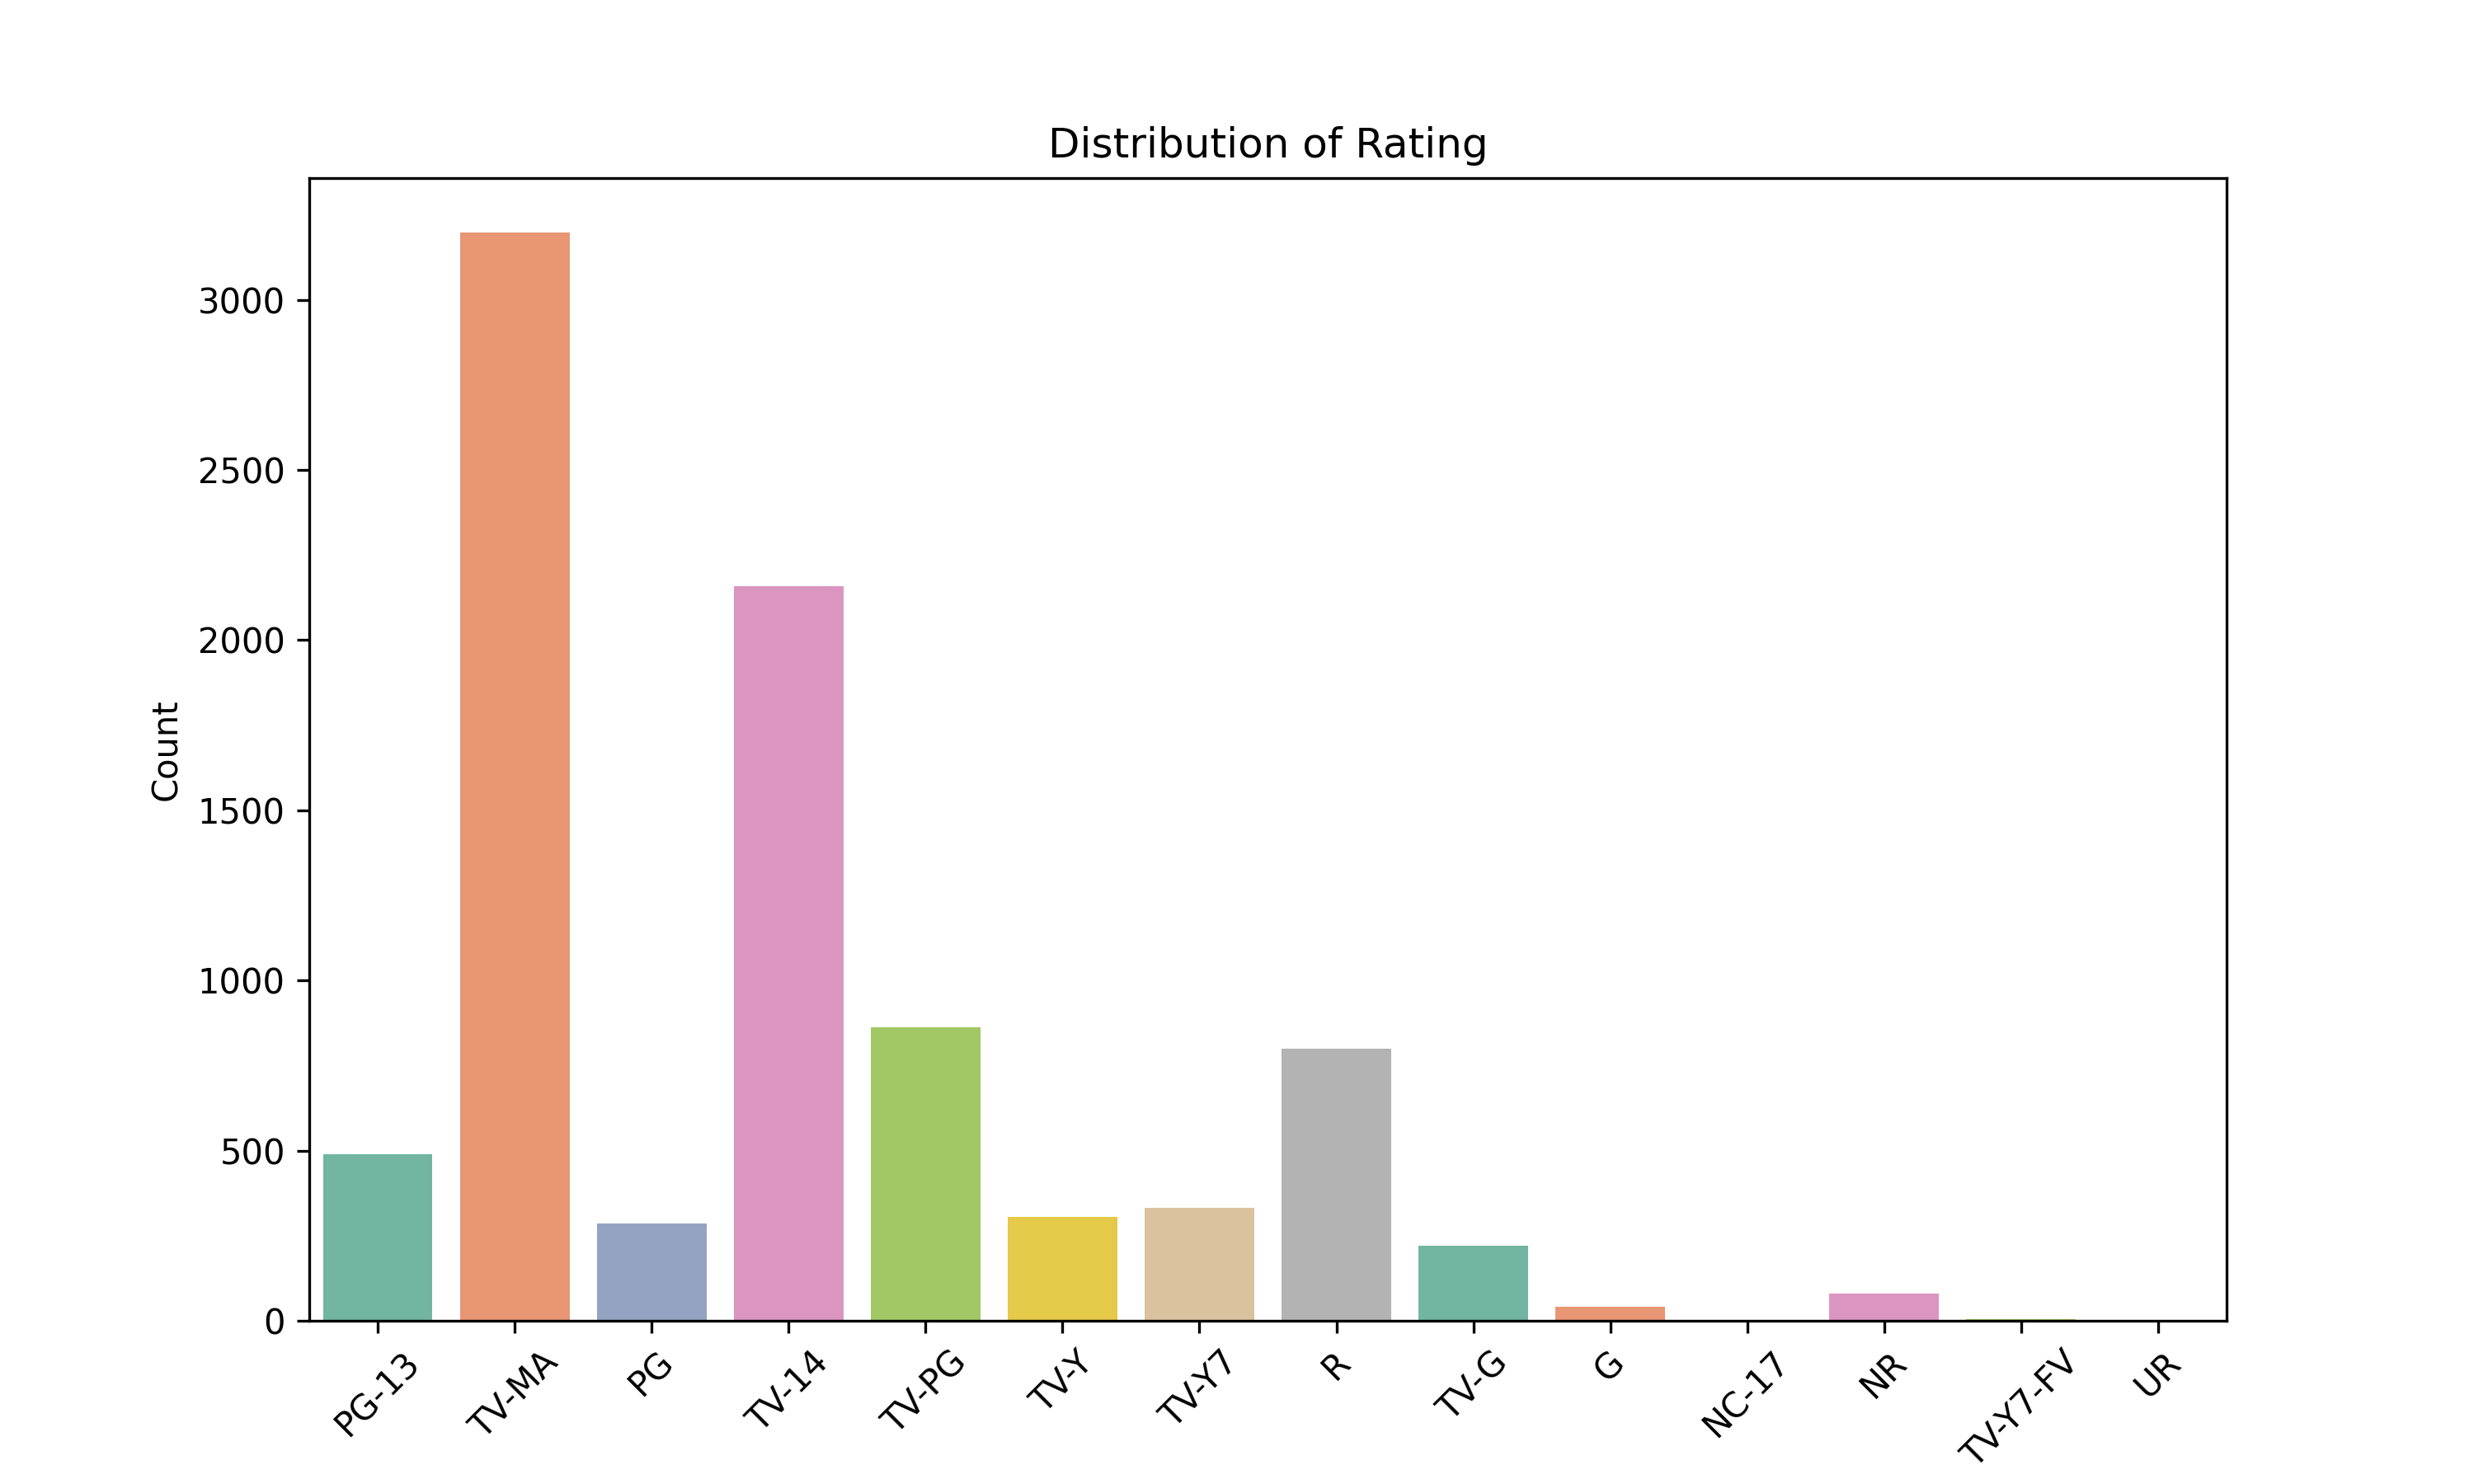 Distribution of Rating
Count
3000
2500
2000
1500
1000
500
0
PG-13
TV-MA
PG
TV-14
TV-PG
TV-Y
TV-Y7
R
TV-G
G
NC-17
NR
TV-Y7-FV
UR